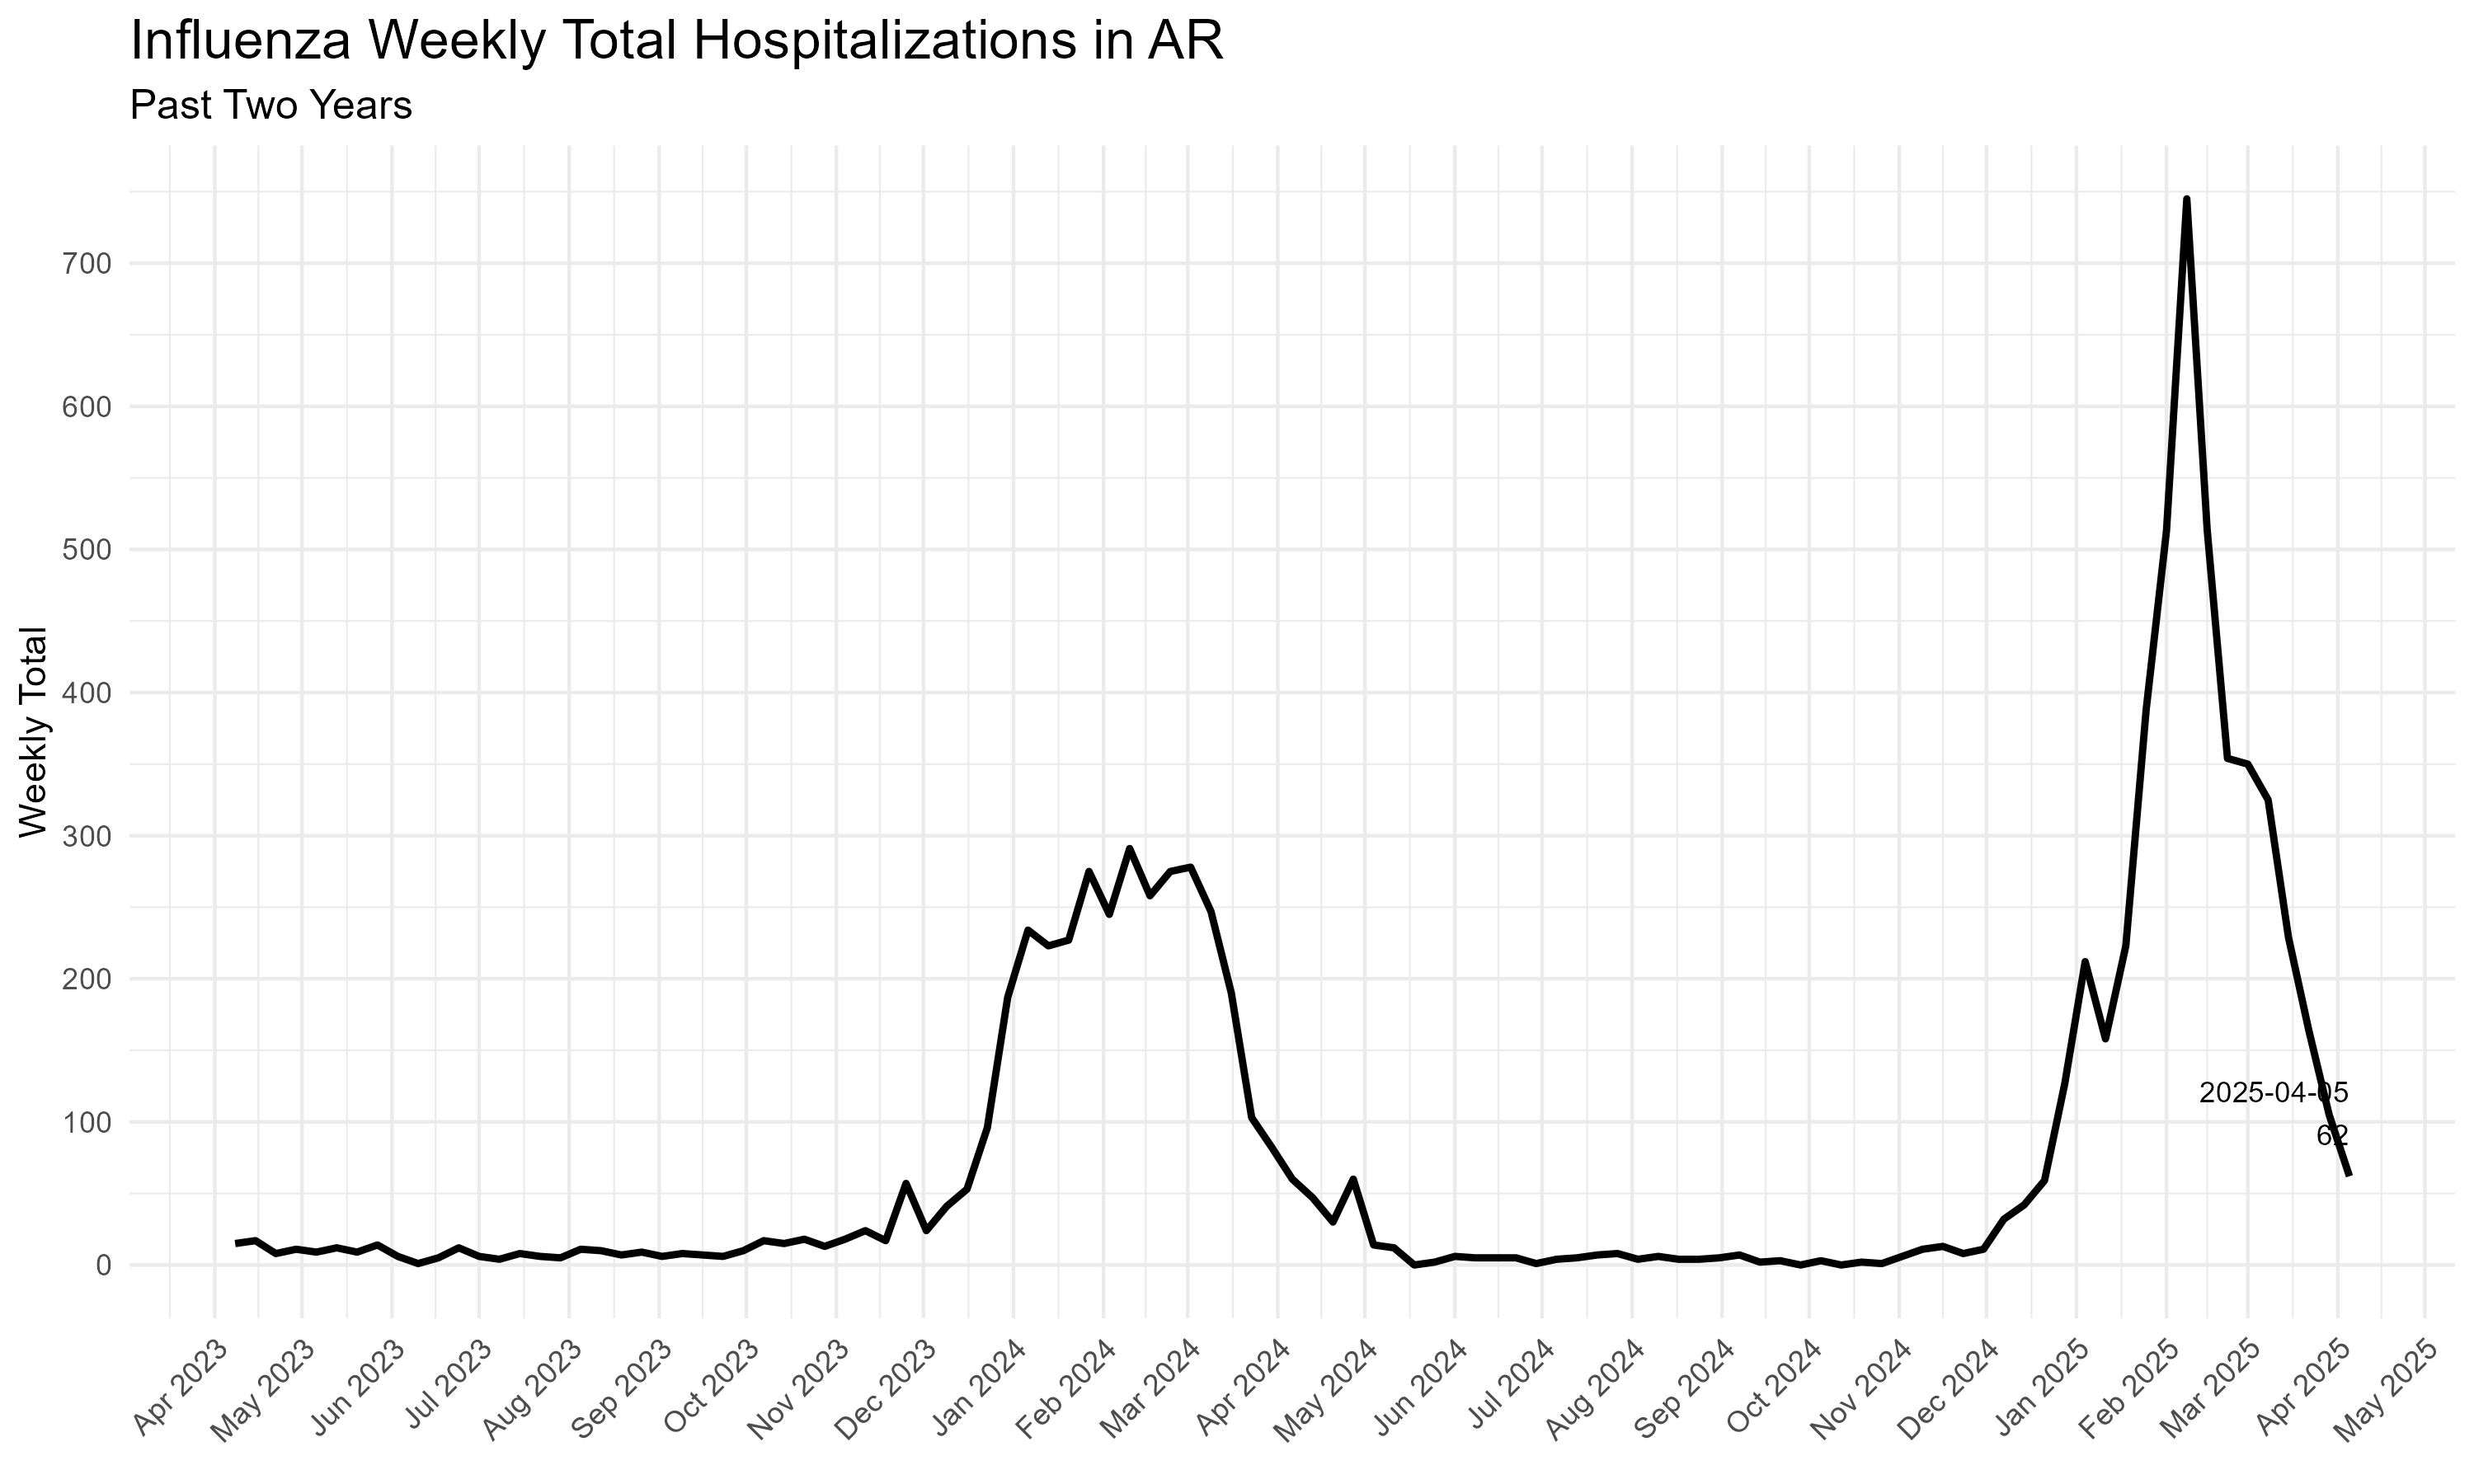 Influenza Weekly Total Hospitalizations in AR
Past Two Years
Weekly Total
700
600
500
400
300
200
100
0
2025-04-05
62
Apr 2023
May 2023
Jun 2023
Jul 2023
Aug 2023
Sep 2023
Oct 2023
Nov 2023
Dec 2023
Jan 2024
Feb 2024
Mar 2024
Apr 2024
May 2024
Jun 2024
Jul 2024
Aug 2024
Sep 2024
Oct 2024
Nov 2024
Dec 2024
Jan 2025
Feb 2025
Mar 2025
Apr 2025
May 2025